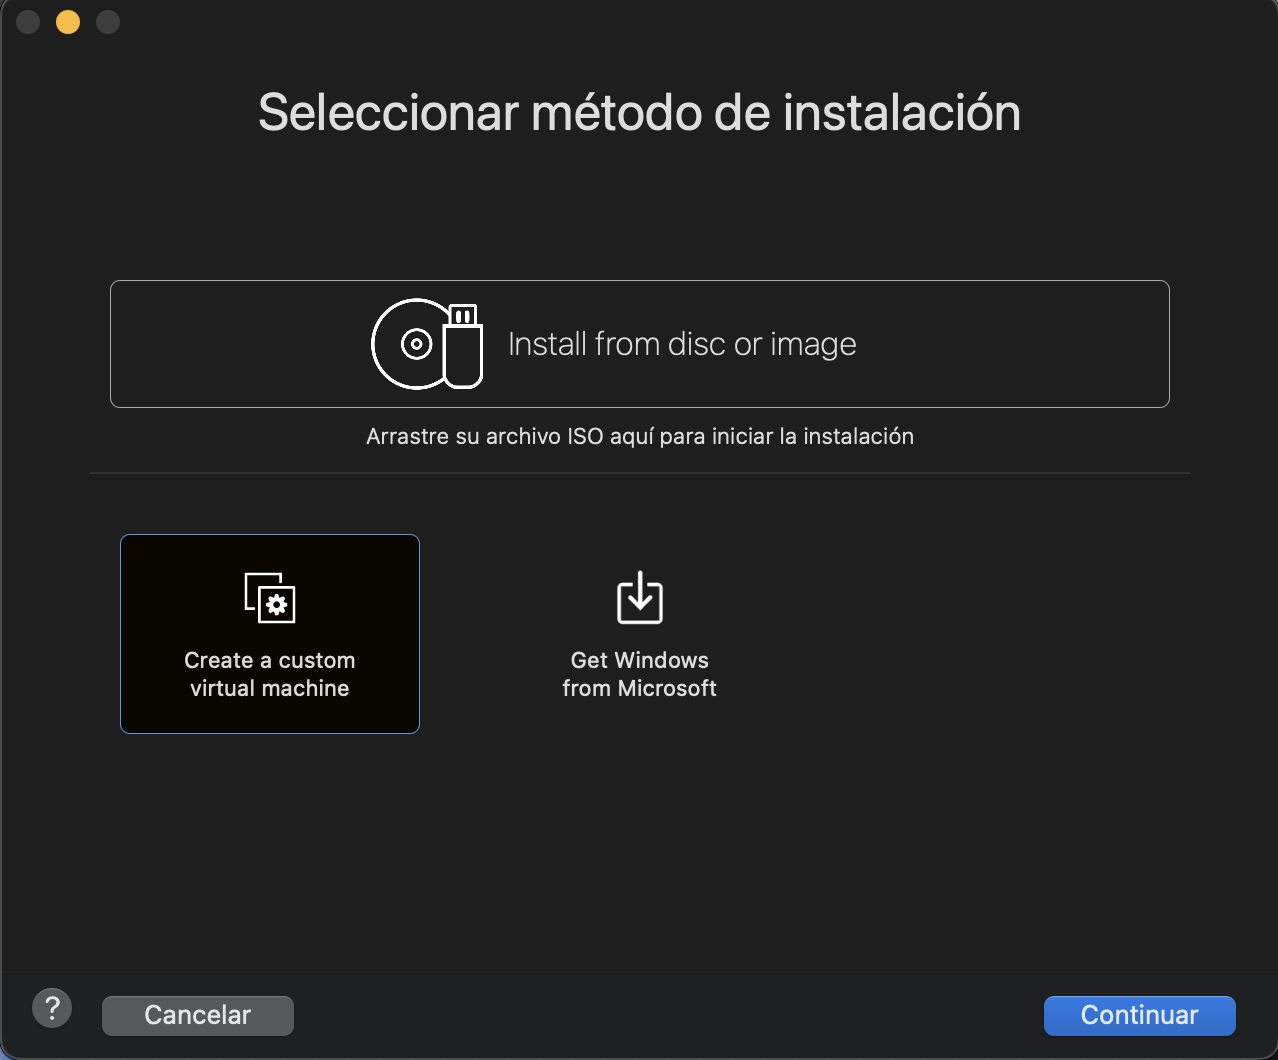 Seleccionar método de instalación
Install from disc or image
Arrastre su archivo ISO aquí para iniciar la instalación
Create a custom
virtual machine
Get Windows
from Microsoft
?
Cancelar
Continuar